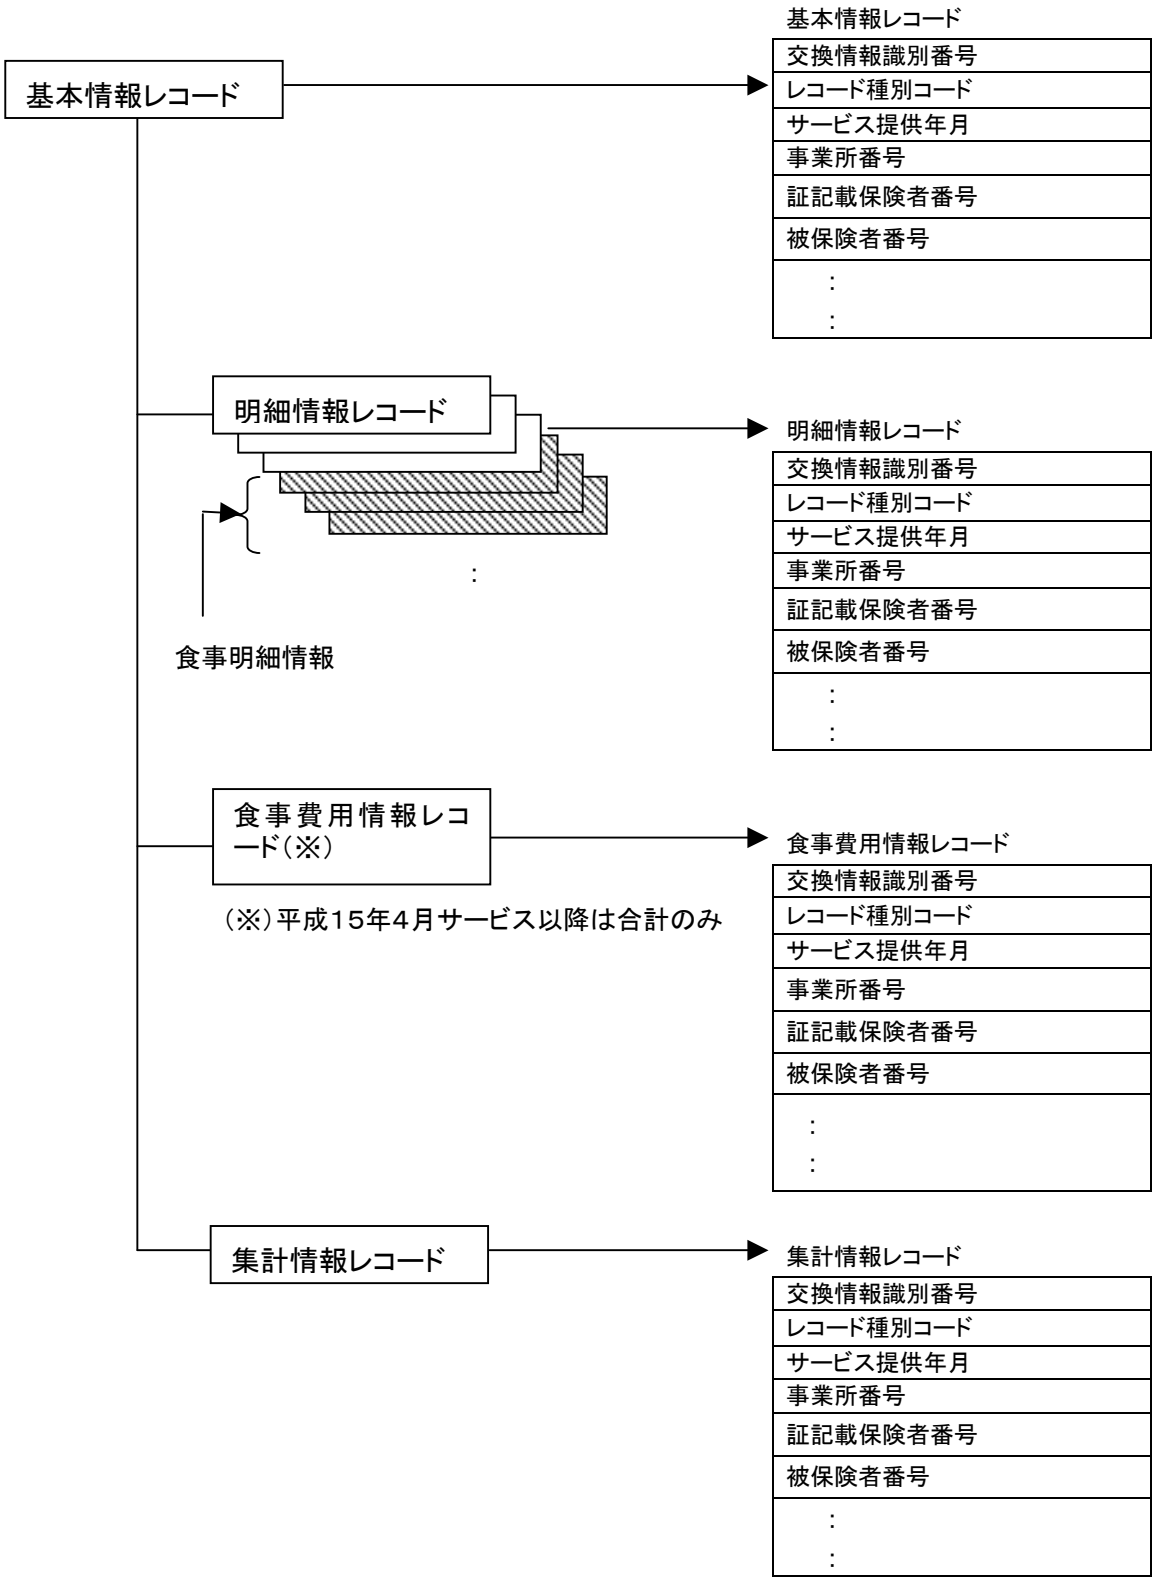 基本情報レコード
基本情報レコード
交換情報識別番号
レコード種別コード
サービス提供年月
事業所番号
証記載保険者番号
被保険者番号
:
:
明細情報レコード
:
食事明細情報
明細情報レコード
交換情報識別番号
レコード種別コード
サービス提供年月
事業所番号
証記載保険者番号
被保険者番号
:
:
食事費用情報レコ
ード(※)
(※)平成15年4月サービス以降は合計のみ
食事費用情報レコード
交換情報識別番号
レコード種別コード
サービス提供年月
事業所番号
証記載保険者番号
被保険者番号
:
:
集計情報レコード
集計情報レコード
交換情報識別番号
レコード種別コード
サービス提供年月
事業所番号
証記載保険者番号
被保険者番号
:
: